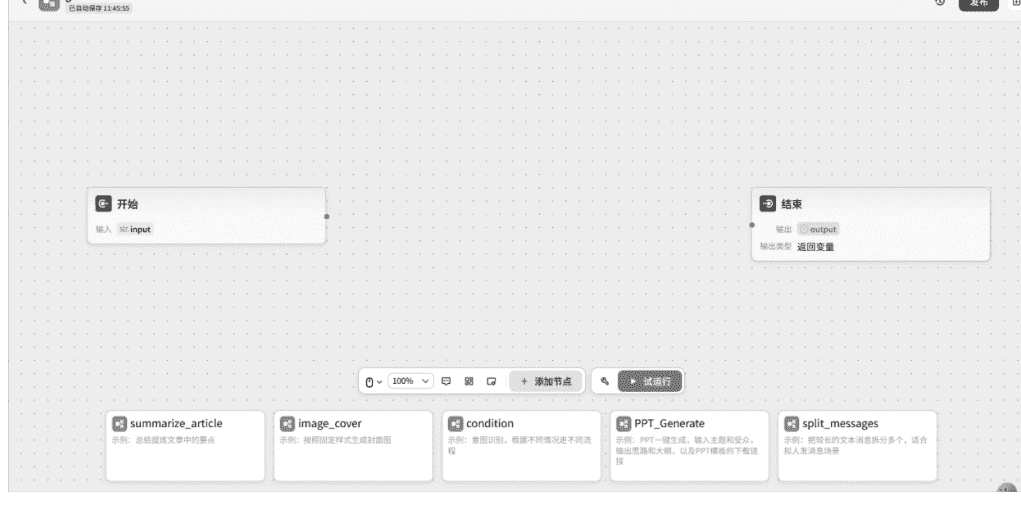 已自动保存 11:45:55
发布
开始
输入 str. input
结束
输出 output
输出类型 返回变量
100%
+ 添加节点
试运行
summarize_article
示例：总结提炼文章中的要点
image_cover
示例：按照固定样式生成封面图
condition
示例：意图识别，根据不同情况走不同流
程
PPT_Generate
示例：PPT一键生成，输入主题和受众，
输出思路和大纲，以及PPT模板的下载链
接
split_messages
示例：把较长的文本消息拆分多个，适合
拟人发消息场景